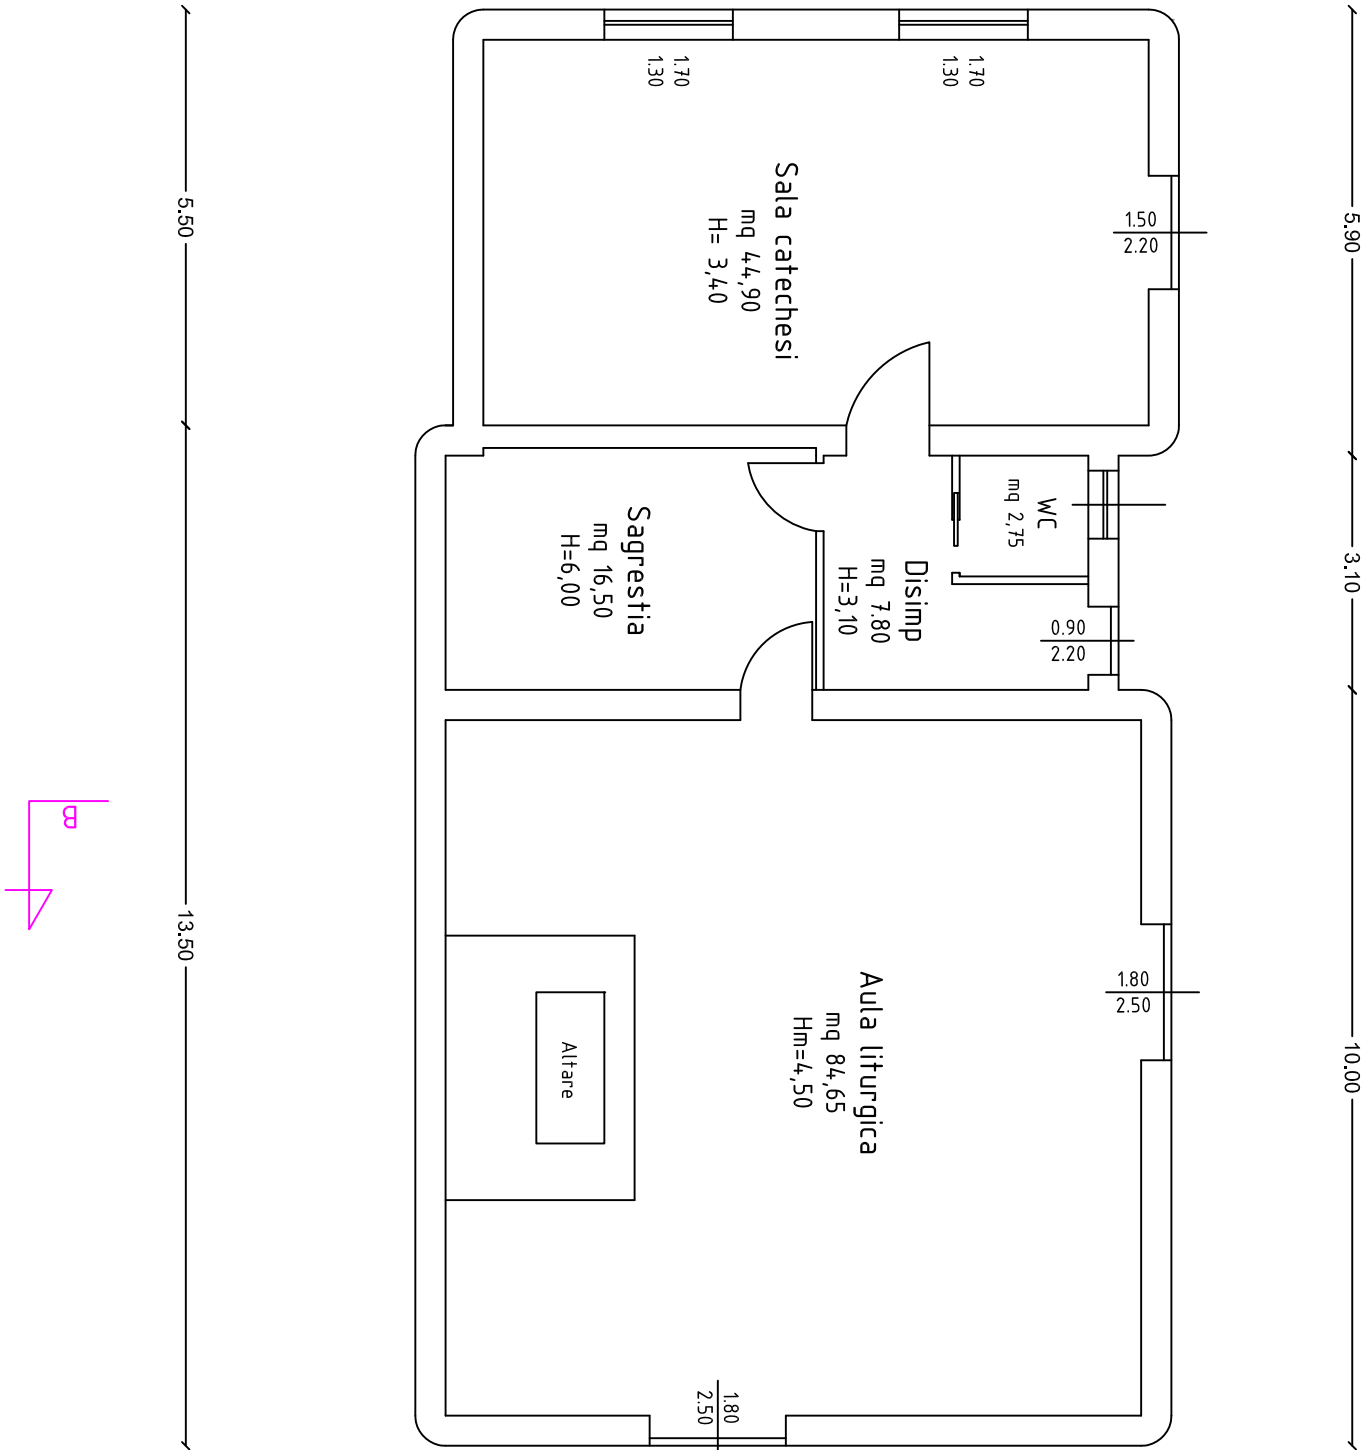 5.90
3.10
10.00
1.70
1.30
1.70
1.30
1.50
2.20
Sala catechesi
mq 44,90
H= 3,40
WC
mq 2,75
0.90
2.20
Disimp
mq 7.80
H=3,10
Sagrestia
mq 16,50
H=6,00
Aula liturgica
mq 84,65
Hm=4,50
1.80
2.50
Altare
1.80
2.50
5.50
13.50
B